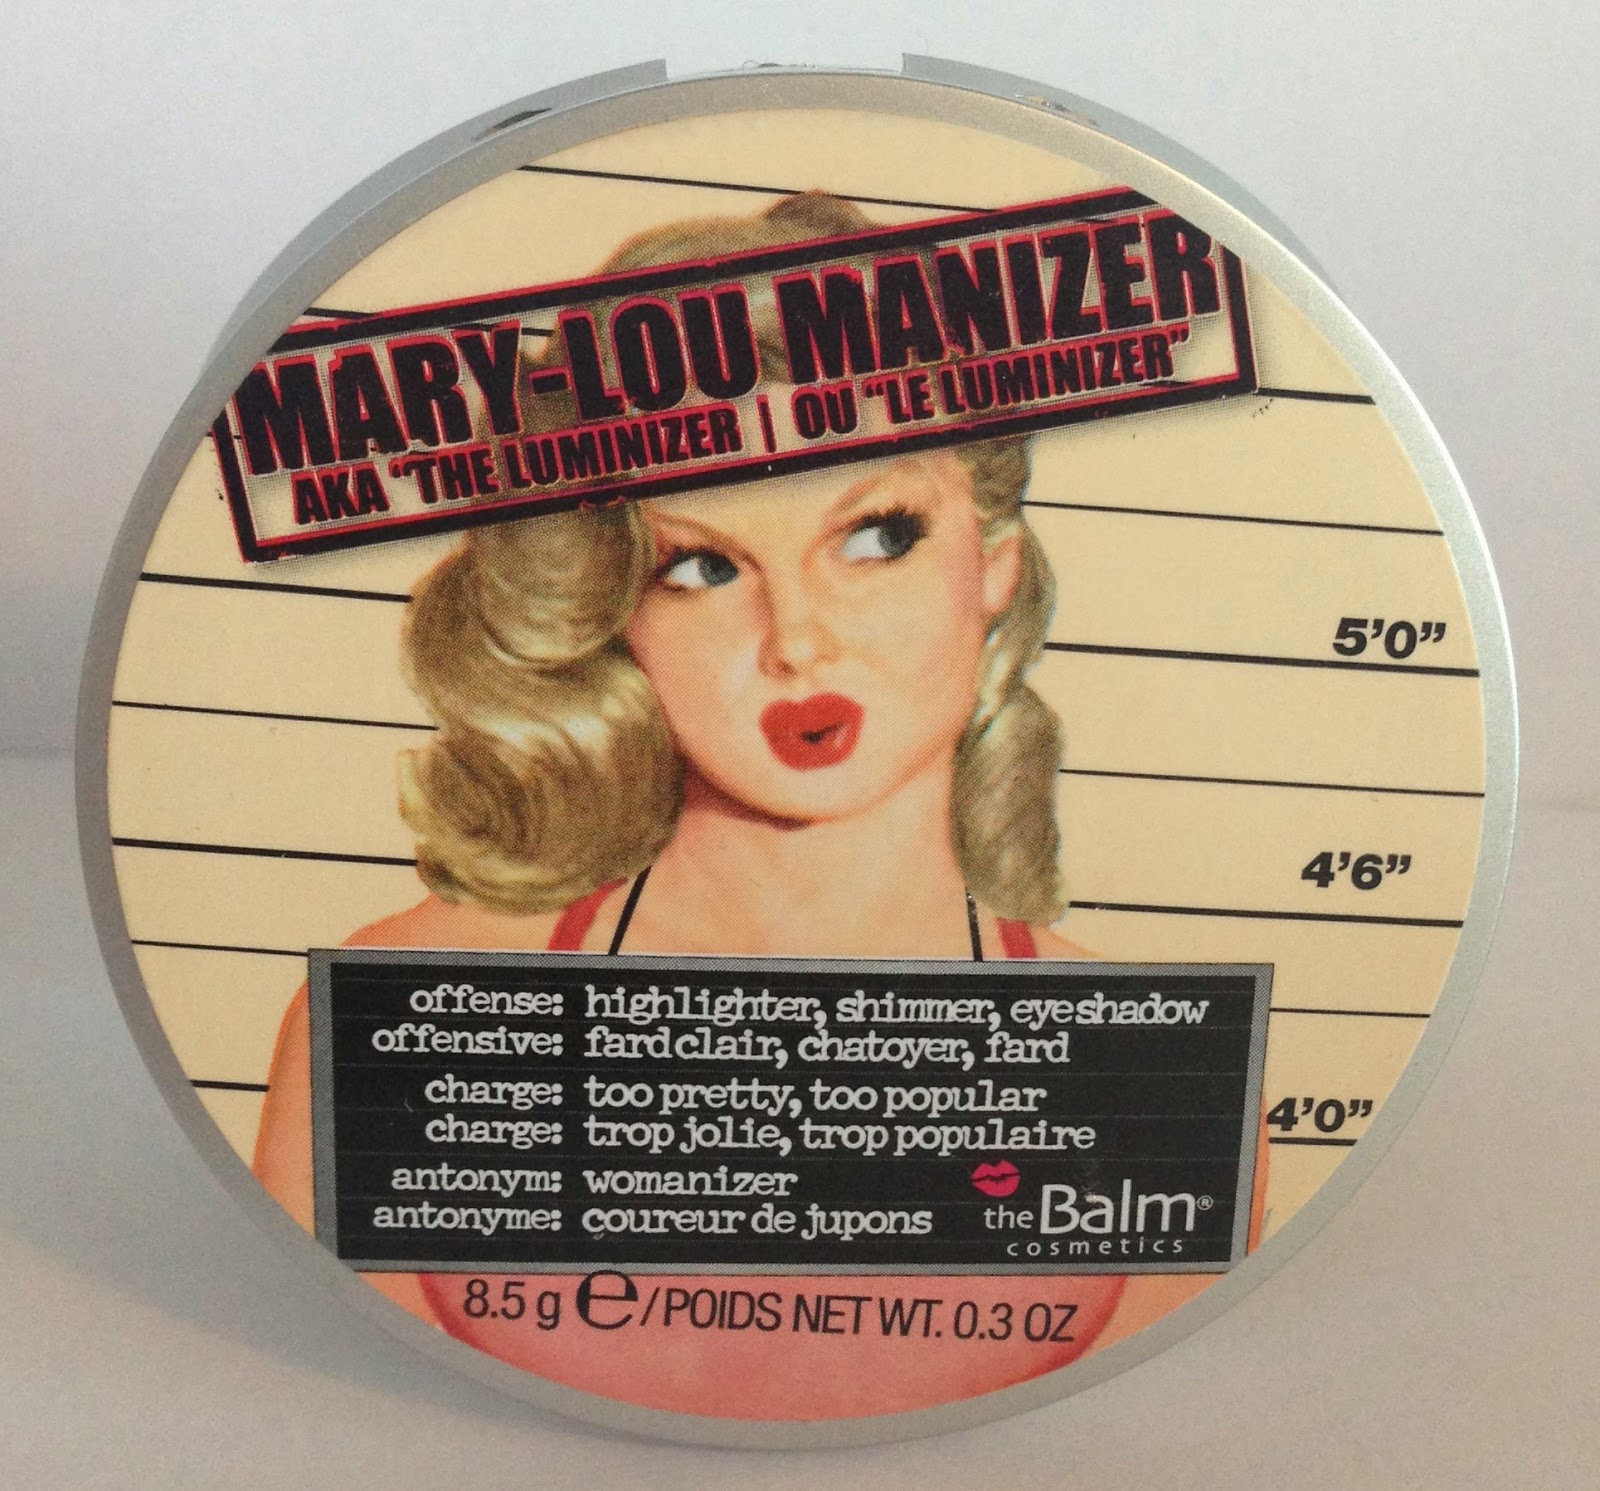 MARY-LOU MANIZER
AKA "THE LUMINIZER | OU "LE LUMINIZER"
5'0"
4'6"
4'0"
offense: highlighter, shimmer, eyeshadow
offensive: fard clair, chatoyer, fard
charge: too pretty, too popular
charge: trop jolie, trop populaire
antonym: womanizer
antonyme: coureur de jupons
the Balm®
cosmetics
8.5 g e/POIDS NET WT. 0.3 OZ